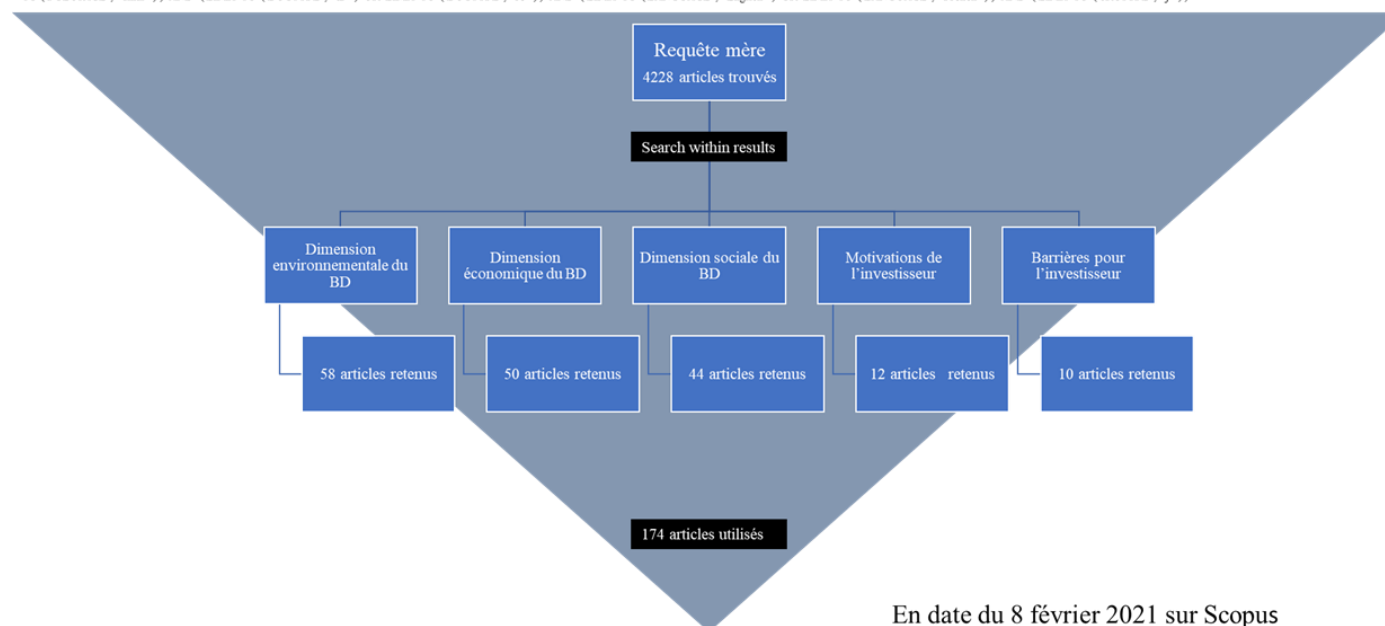 Requête mère
4228 articles trouvés
Search within results
Dimension
environnementale du
BD
Dimension
économique du BD
Dimension sociale du
BD
Motivations de
l’investisseur
Barrières pour
l’investisseur
58 articles retenus
50 articles retenus
44 articles retenus
12 articles retenus
10 articles retenus
174 articles utilisés
En date du 8 février 2021 sur Scopus